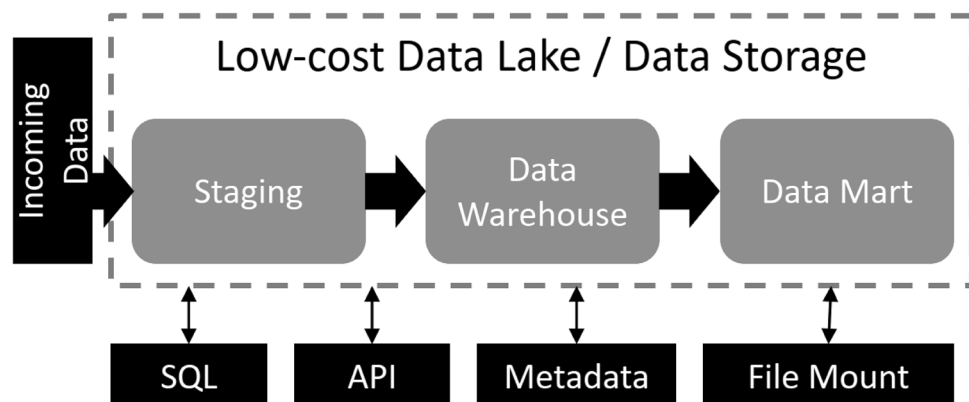 Low-cost Data Lake / Data Storage
Incoming
Data
Staging
Data
Warehouse
Data Mart
SQL
API
Metadata
File Mount